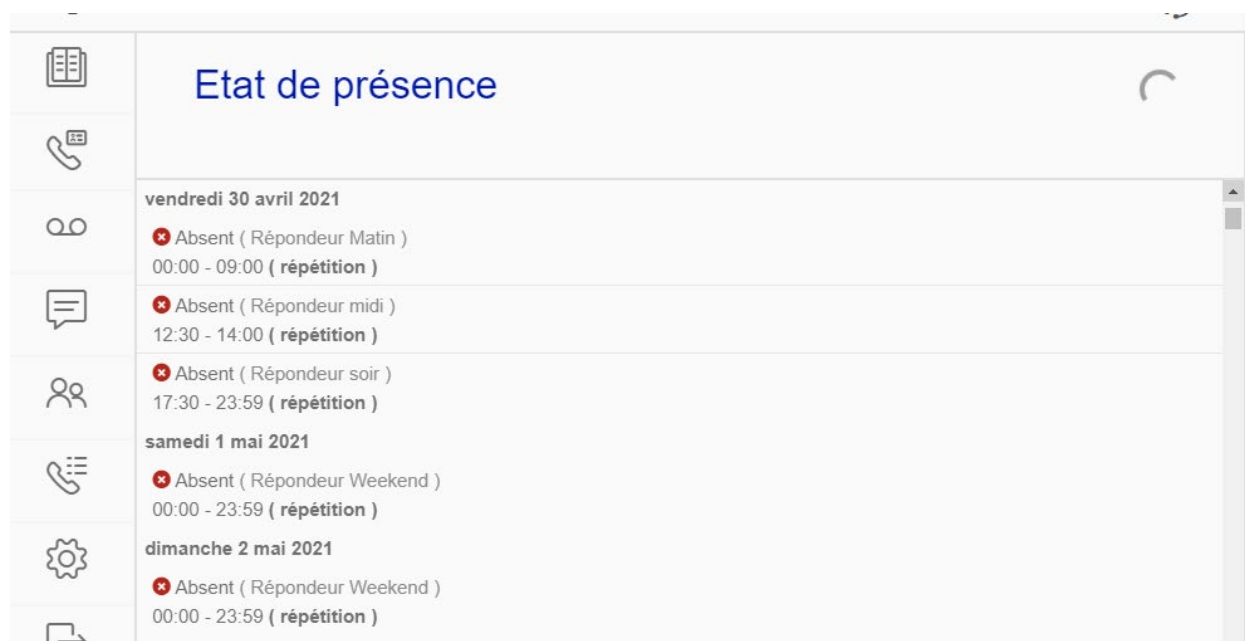 Etat de présence
vendredi 30 avril 2021
Absent ( Répondeur Matin )
00:00 - 09:00 ( répétition )
Absent ( Répondeur midi )
12:30 - 14:00 ( répétition )
Absent ( Répondeur soir )
17:30 - 23:59 ( répétition )
samedi 1 mai 2021
Absent ( Répondeur Weekend )
00:00 - 23:59 ( répétition )
dimanche 2 mai 2021
Absent ( Répondeur Weekend )
00:00 - 23:59 ( répétition )